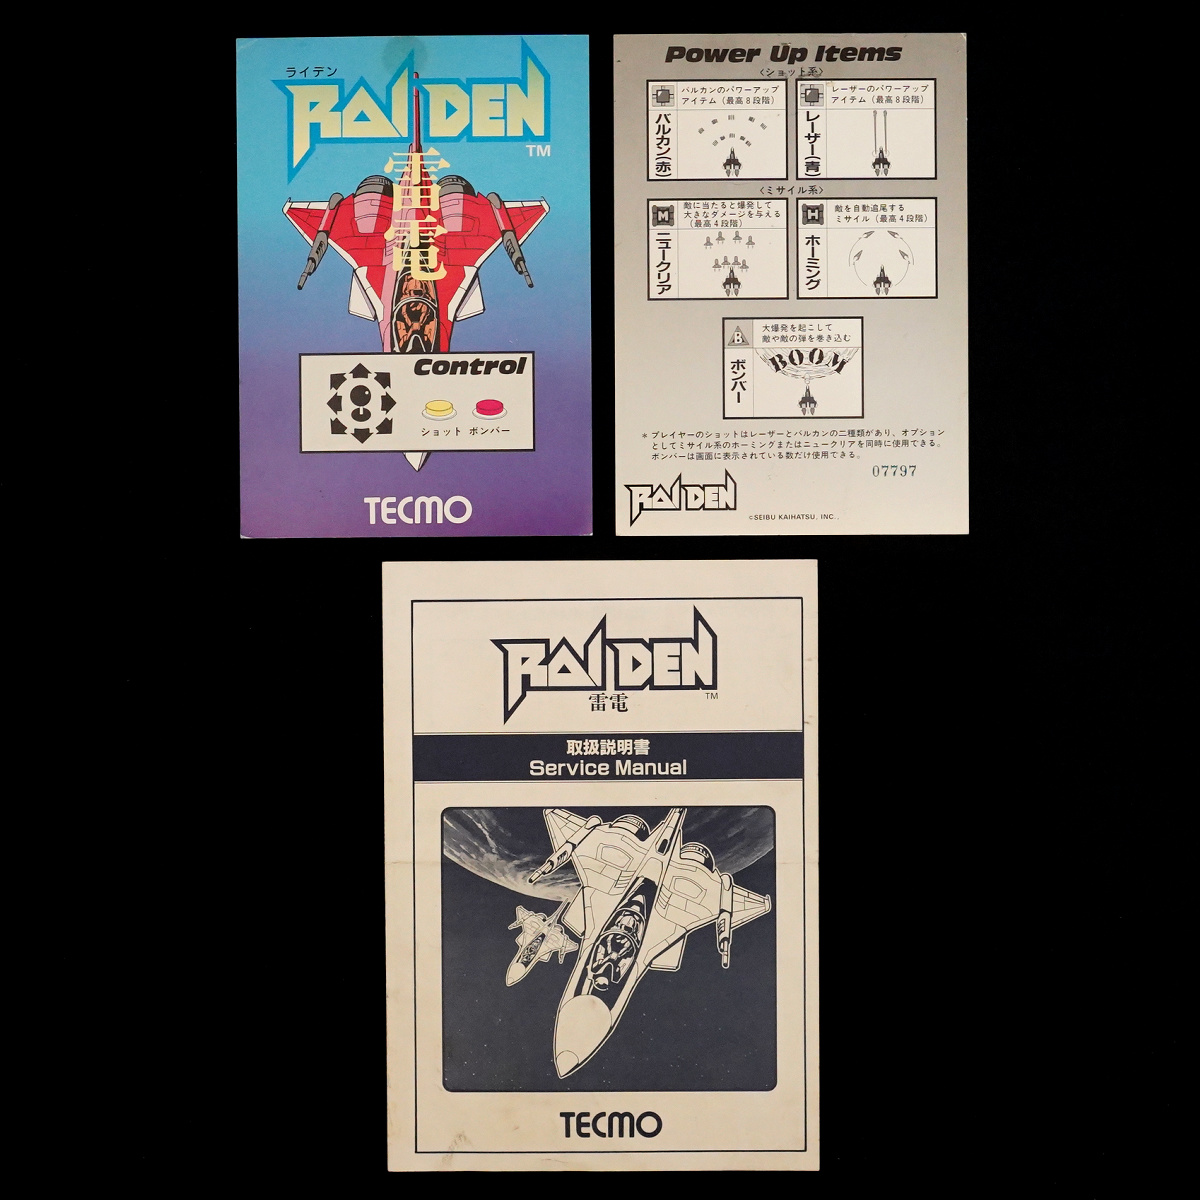 ライデン
RAIDEN
TM
雷電
Control
ショット ボンバー
TECMO
Power Up Items
〈ショット系〉
バルカンのパワーアップ
アイテム(最高8段階)
バルカン(赤)
レーザーのパワーアップ
アイテム(最高8段階)
レーザー(青)
〈ミサイル系〉
M
敵に当たると爆発して
大きなダメージを与える
(最高4段階)
ニュークリア
H
敵を自動追尾する
ミサイル(最高4段階)
ホーミング
B
大爆発を起こして
敵や敵の弾を巻き込む
ボンバー
BOOM
*プレイヤーのショットはレーザーとバルカンの二種類があり、オプション
としてミサイル系のホーミングまたはニュークリアを同時に使用できる。
ボンバーは画面に表示されている数だけ使用できる。
07797
RAIDEN
©SEIBU KAIHATSU, INC.,
RAIDEN
TM
雷電
取扱説明書
Service Manual
TECMO